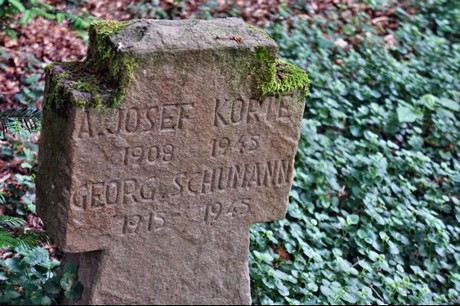 A. JOSEF KORTE
1908 1945
GEORG. SCHUMANN
1915 1945